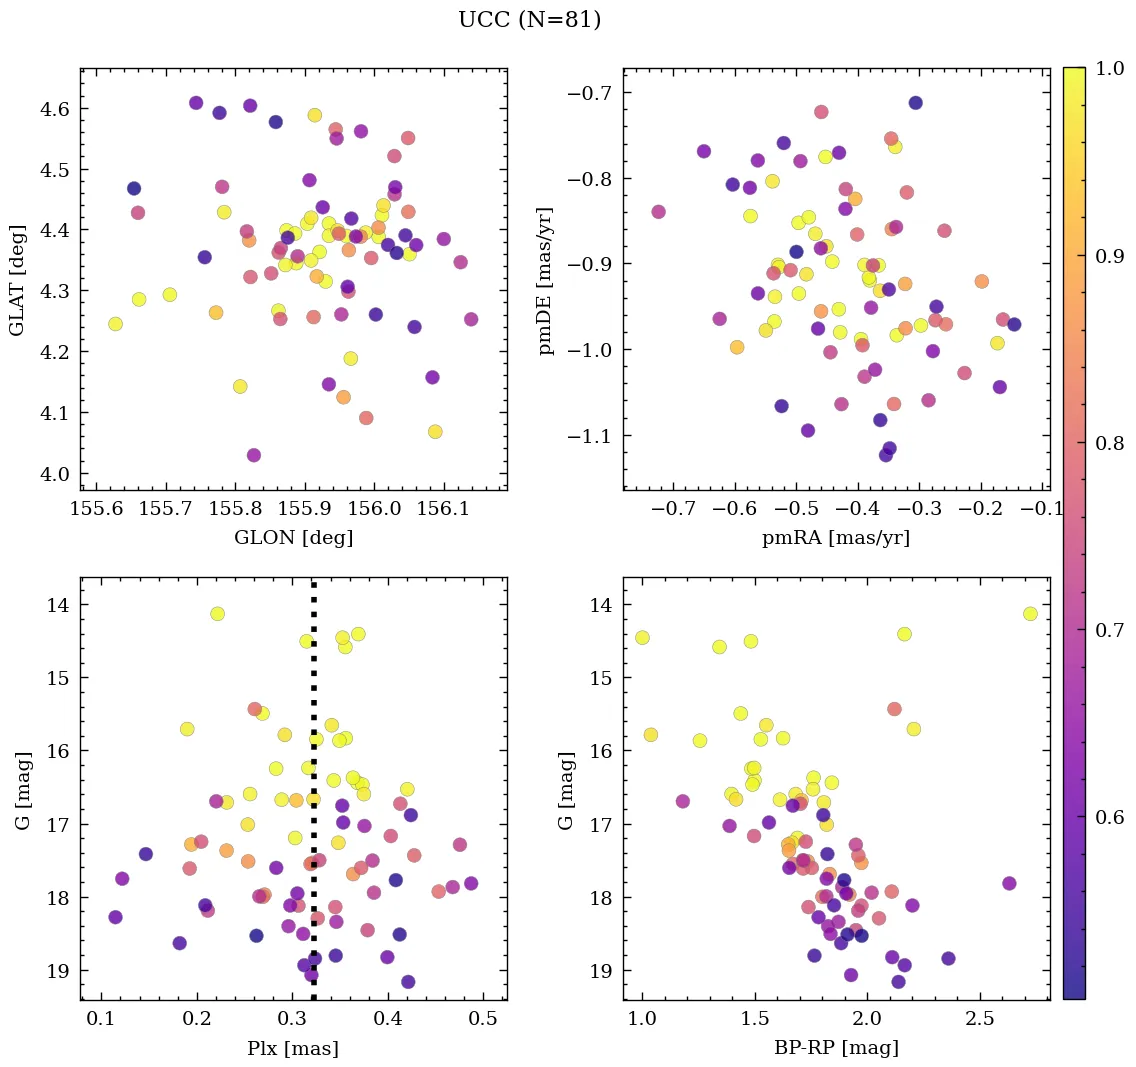 UCC (N=81)
4.6
4.5
4.4
4.3
4.2
4.1
4.0
GLAT [deg]
155.6 155.7 155.8 155.9 156.0 156.1
GLON [deg]
−0.7
−0.8
−0.9
−1.0
−1.1
pmDE [mas/yr]
−0.7 −0.6 −0.5 −0.4 −0.3 −0.2 −0.1
pmRA [mas/yr]
1.0
0.9
0.8
0.7
0.6
14
15
16
17
18
19
G [mag]
0.1 0.2 0.3 0.4 0.5
Plx [mas]
14
15
16
17
18
19
G [mag]
1.0 1.5 2.0 2.5
BP-RP [mag]